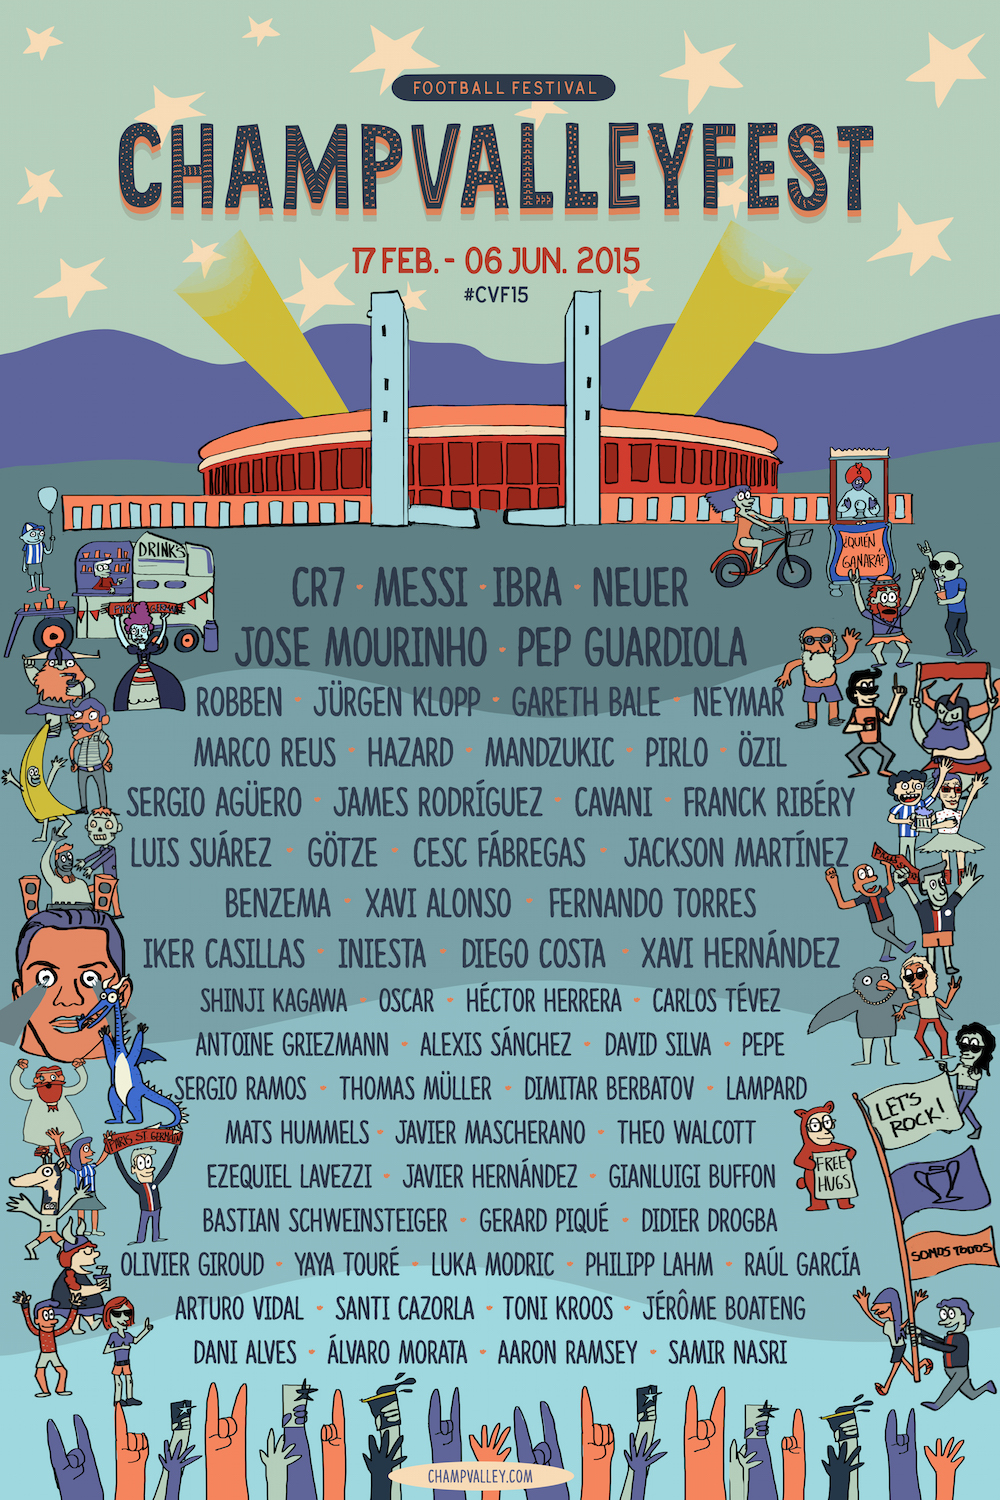 FOOTBALL FESTIVAL
CHAMPVALLEYFEST
17 FEB. - 06 JUN. 2015
#CVF15
DRINK'S
¿QUIÉN
GANARÁ?
CR7 · MESSI · IBRA · NEUER
JOSE MOURINHO · PEP GUARDIOLA
ROBBEN · JÜRGEN KLOPP · GARETH BALE · NEYMAR
MARCO REUS · HAZARD · MANDZUKIC · PIRLO · ÖZIL
SERGIO AGÜERO · JAMES RODRÍGUEZ · CAVANI · FRANCK RIBÉRY
LUIS SUÁREZ · GÖTZE · CESC FÁBREGAS · JACKSON MARTÍNEZ
BENZEMA · XAVI ALONSO · FERNANDO TORRES
IKER CASILLAS · INIESTA · DIEGO COSTA · XAVI HERNÁNDEZ
SHINJI KAGAWA · OSCAR · HÉCTOR HERRERA · CARLOS TÉVEZ
ANTOINE GRIEZMANN · ALEXIS SÁNCHEZ · DAVID SILVA · PEPE
SERGIO RAMOS · THOMAS MÜLLER · DIMITAR BERBATOV · LAMPARD
MATS HUMMELS · JAVIER MASCHERANO · THEO WALCOTT
EZEQUIEL LAVEZZI · JAVIER HERNÁNDEZ · GIANLUIGI BUFFON
BASTIAN SCHWEINSTEIGER · GERARD PIQUÉ · DIDIER DROGBA
OLIVIER GIROUD · YAYA TOURÉ · LUKA MODRIC · PHILIPP LAHM · RAÚL GARCÍA
ARTURO VIDAL · SANTI CAZORLA · TONI KROOS · JÉRÔME BOATENG
DANI ALVES · ÁLVARO MORATA · AARON RAMSEY · SAMIR NASRI
PARIS ST GERMAIN
LET'S
ROCK!
FREE
HUGS
SOMOS TODOS
CHAMPVALLEY.COM